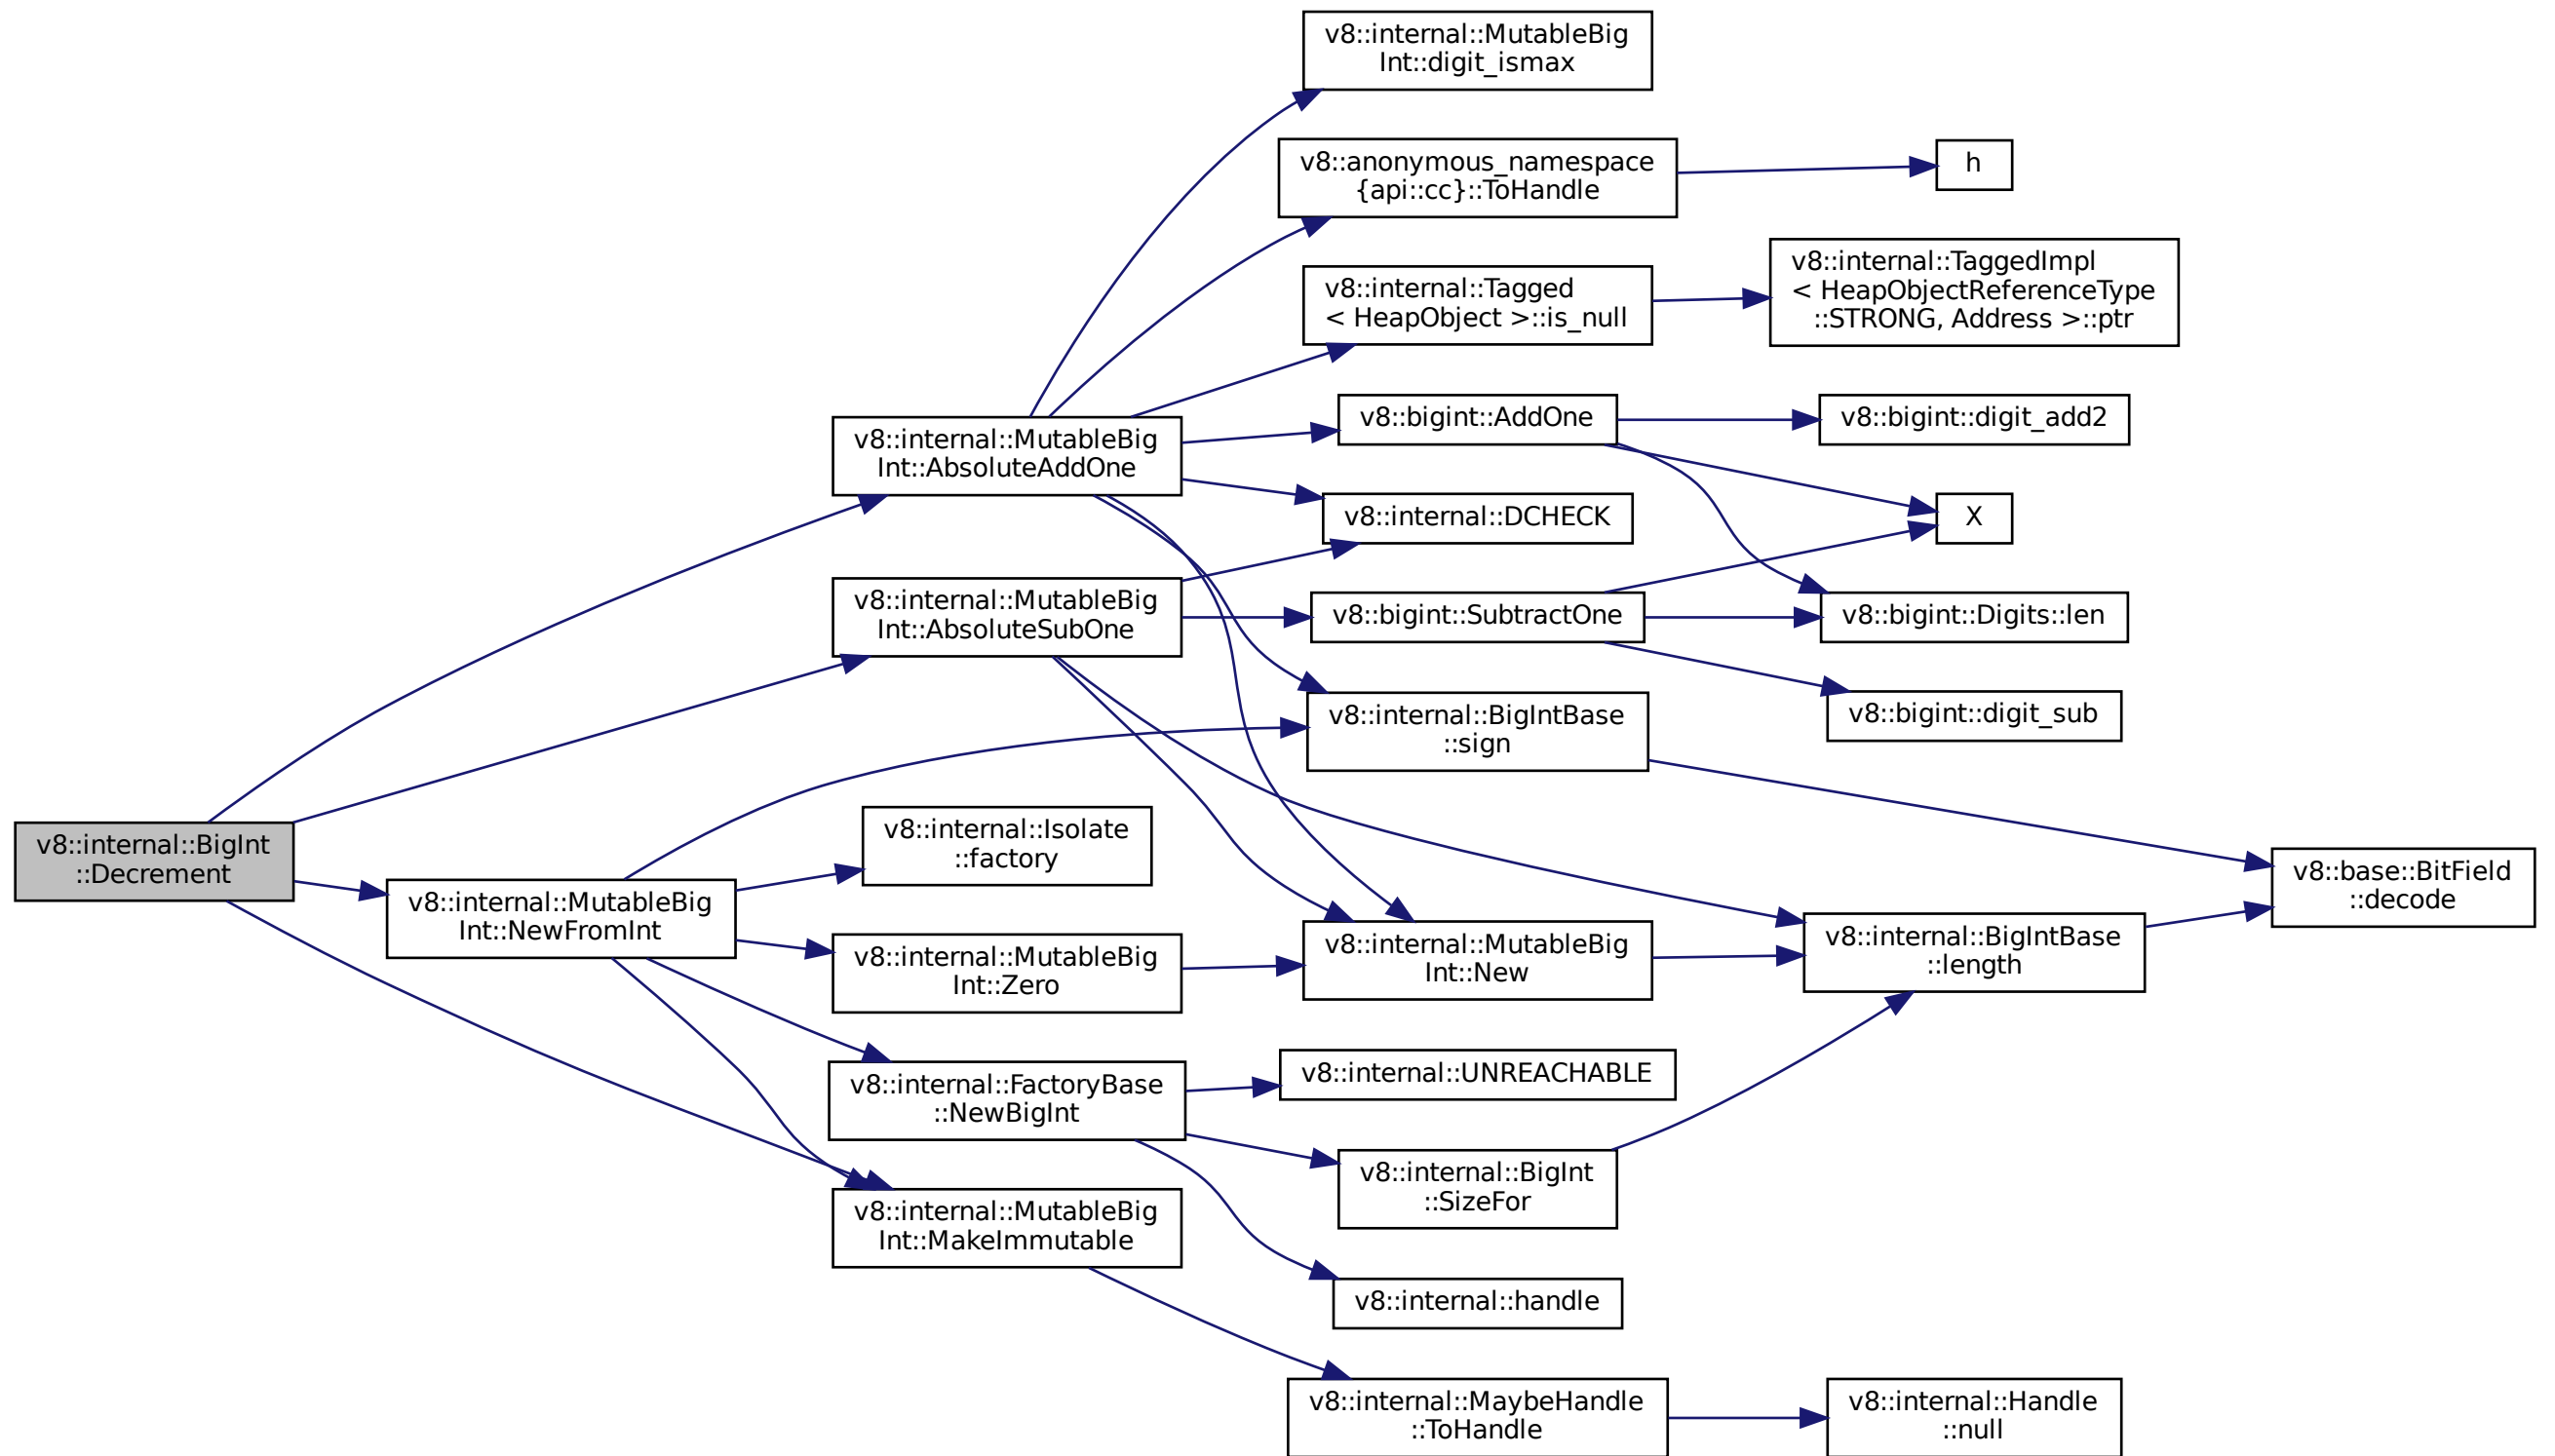 v8::internal::MutableBig
Int::digit_ismax
v8::anonymous_namespace
{api::cc}::ToHandle
h
v8::internal::TaggedImpl
< HeapObjectReferenceType
::STRONG, Address >::ptr
v8::internal::Tagged
< HeapObject >::is_null
v8::bigint::AddOne
v8::bigint::digit_add2
v8::internal::MutableBig
Int::AbsoluteAddOne
v8::internal::DCHECK
X
v8::internal::MutableBig
Int::AbsoluteSubOne
v8::bigint::SubtractOne
v8::bigint::Digits::len
v8::internal::BigIntBase
::sign
v8::bigint::digit_sub
v8::internal::BigInt
::Decrement
v8::internal::Isolate
::factory
v8::base::BitField
::decode
v8::internal::MutableBig
Int::NewFromInt
v8::internal::MutableBig
Int::Zero
v8::internal::MutableBig
Int::New
v8::internal::BigIntBase
::length
v8::internal::FactoryBase
::NewBigInt
v8::internal::UNREACHABLE
v8::internal::BigInt
::SizeFor
v8::internal::MutableBig
Int::MakeImmutable
v8::internal::handle
v8::internal::MaybeHandle
::ToHandle
v8::internal::Handle
::null